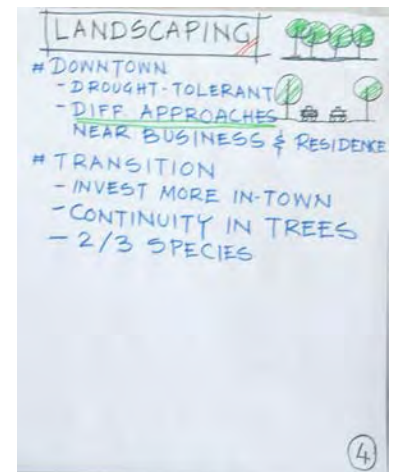 LANDSCAPING
# DOWNTOWN
- DROUGHT-TOLERANT
- DIFF APPROACHES
NEAR BUSINESS & RESIDENCE
# TRANSITION
- INVEST MORE IN-TOWN
- CONTINUITY IN TREES
- 2/3 SPECIES
4